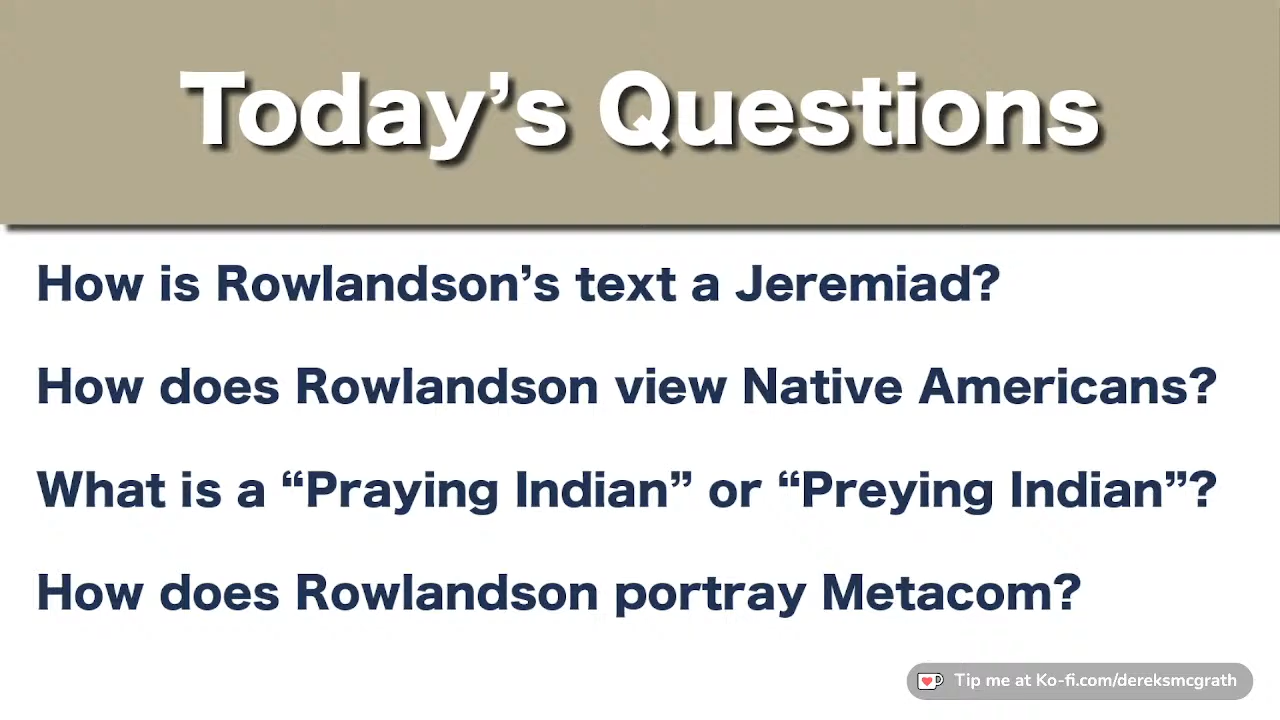 Today’s Questions
How is Rowlandson’s text a Jeremiad?
How does Rowlandson view Native Americans?
What is a “Praying Indian” or “Preying Indian”?
How does Rowlandson portray Metacom?
Tip me at Ko-fi.com/dereksmcgrath